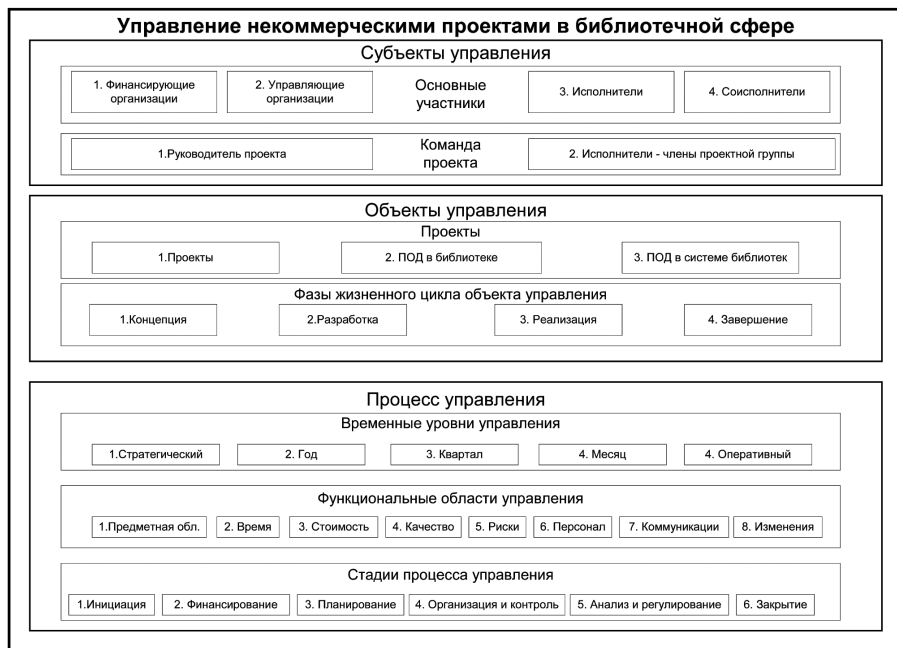 Управление некоммерческими проектами в библиотечной сфере
Субъекты управления
1. Финансирующие
организации
2. Управляющие
организации
Основные
участники
3. Исполнители
4. Соисполнители
1.Руководитель проекта
Команда
проекта
2. Исполнители - члены проектной группы
Объекты управления
Проекты
1.Проекты
2. ПОД в библиотеке
3. ПОД в системе библиотек
Фазы жизненного цикла объекта управления
1.Концепция
2.Разработка
3. Реализация
4. Завершение
Процесс управления
Временные уровни управления
1.Стратегический
2. Год
3. Квартал
4. Месяц
4. Оперативный
Функциональные области управления
1.Предметная обл.
2. Время
3. Стоимость
4. Качество
5. Риски
6. Персонал
7. Коммуникации
8. Изменения
Стадии процесса управления
1.Инициация
2. Финансирование
3. Планирование
4. Организация и контроль
5. Анализ и регулирование
6. Закрытие